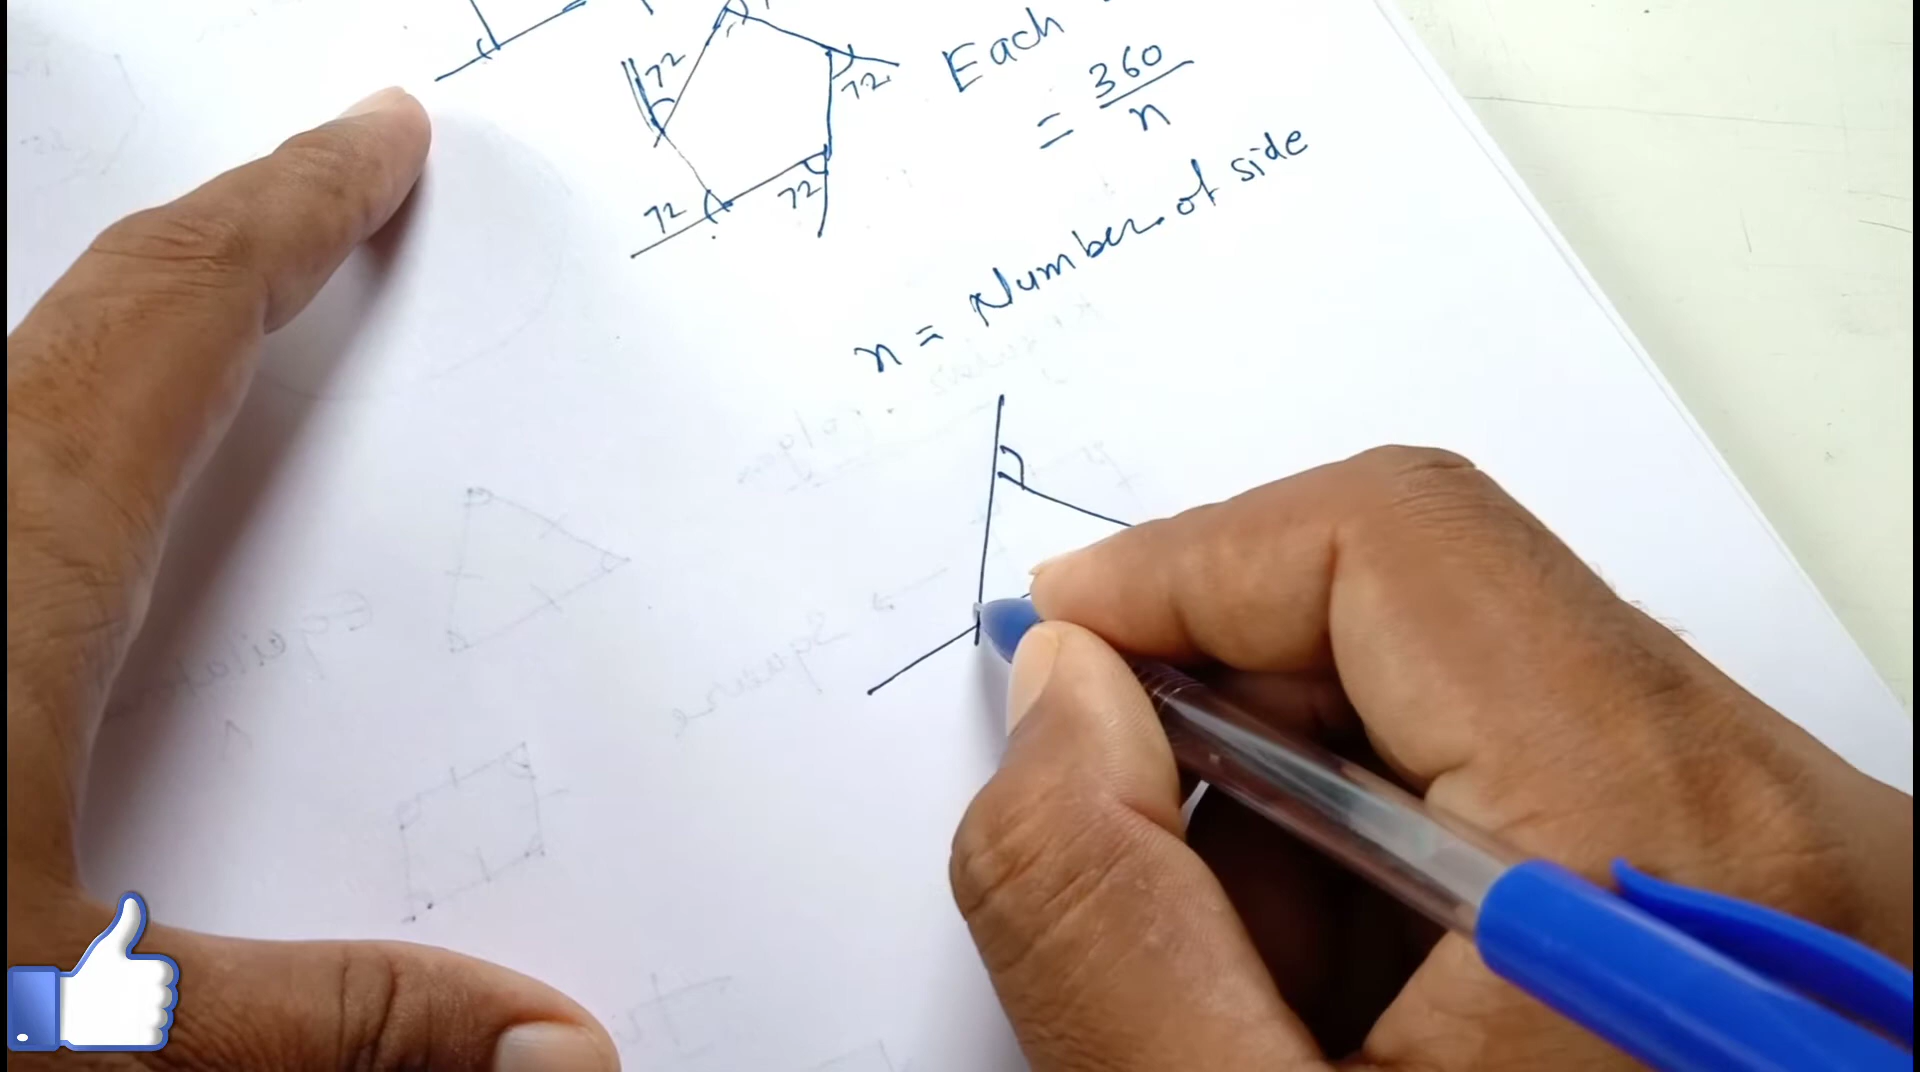 72
72
72
72
Each
= 360
n
n = Number of side